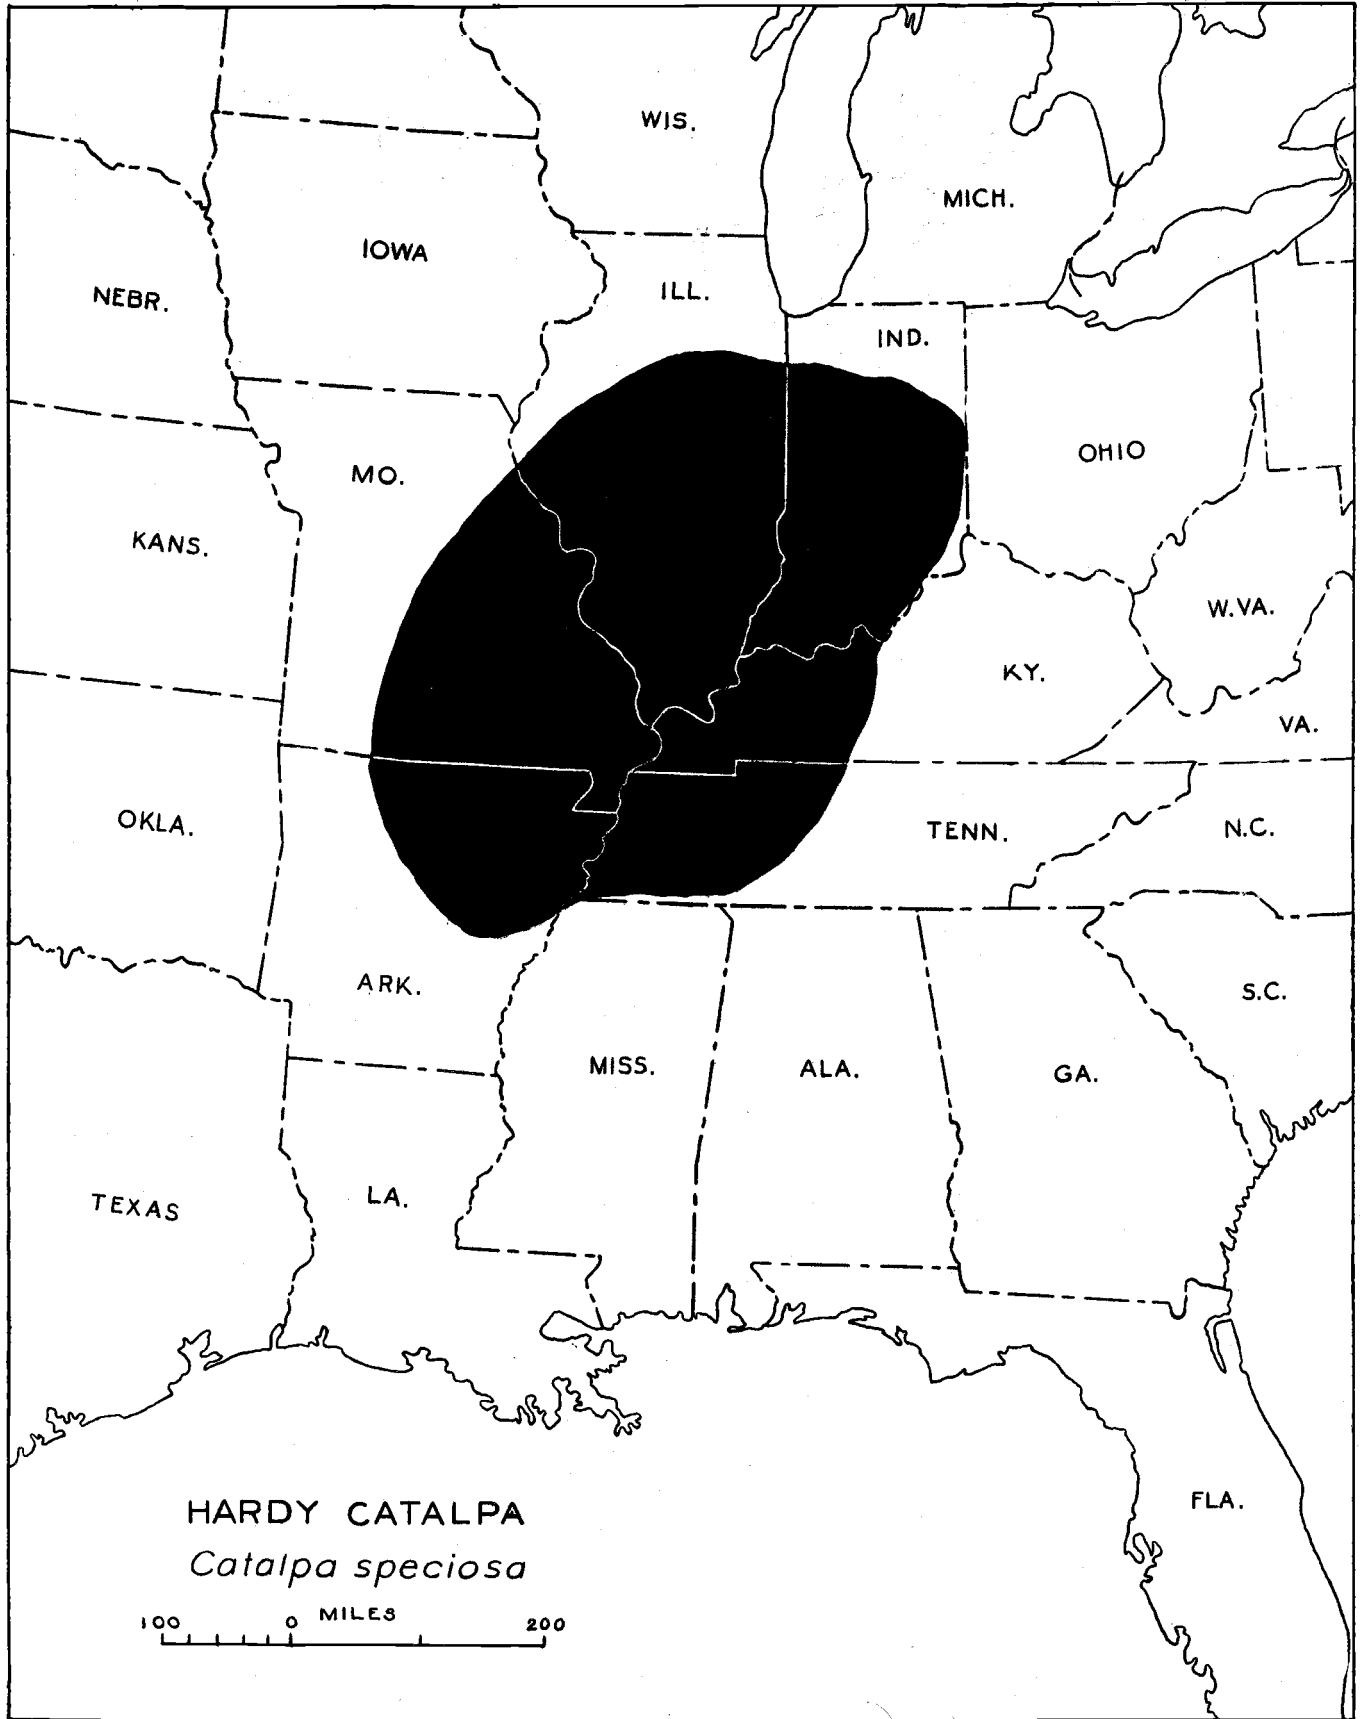 WIS.
MICH.
IOWA
NEBR.
ILL.
IND.
OHIO
MO.
KANS.
W.VA.
KY.
VA.
OKLA.
TENN.
N.C.
ARK.
S.C.
MISS.
ALA.
GA.
TEXAS
LA.
FLA.
HARDY CATALPA
Catalpa speciosa
100 0 MILES 200